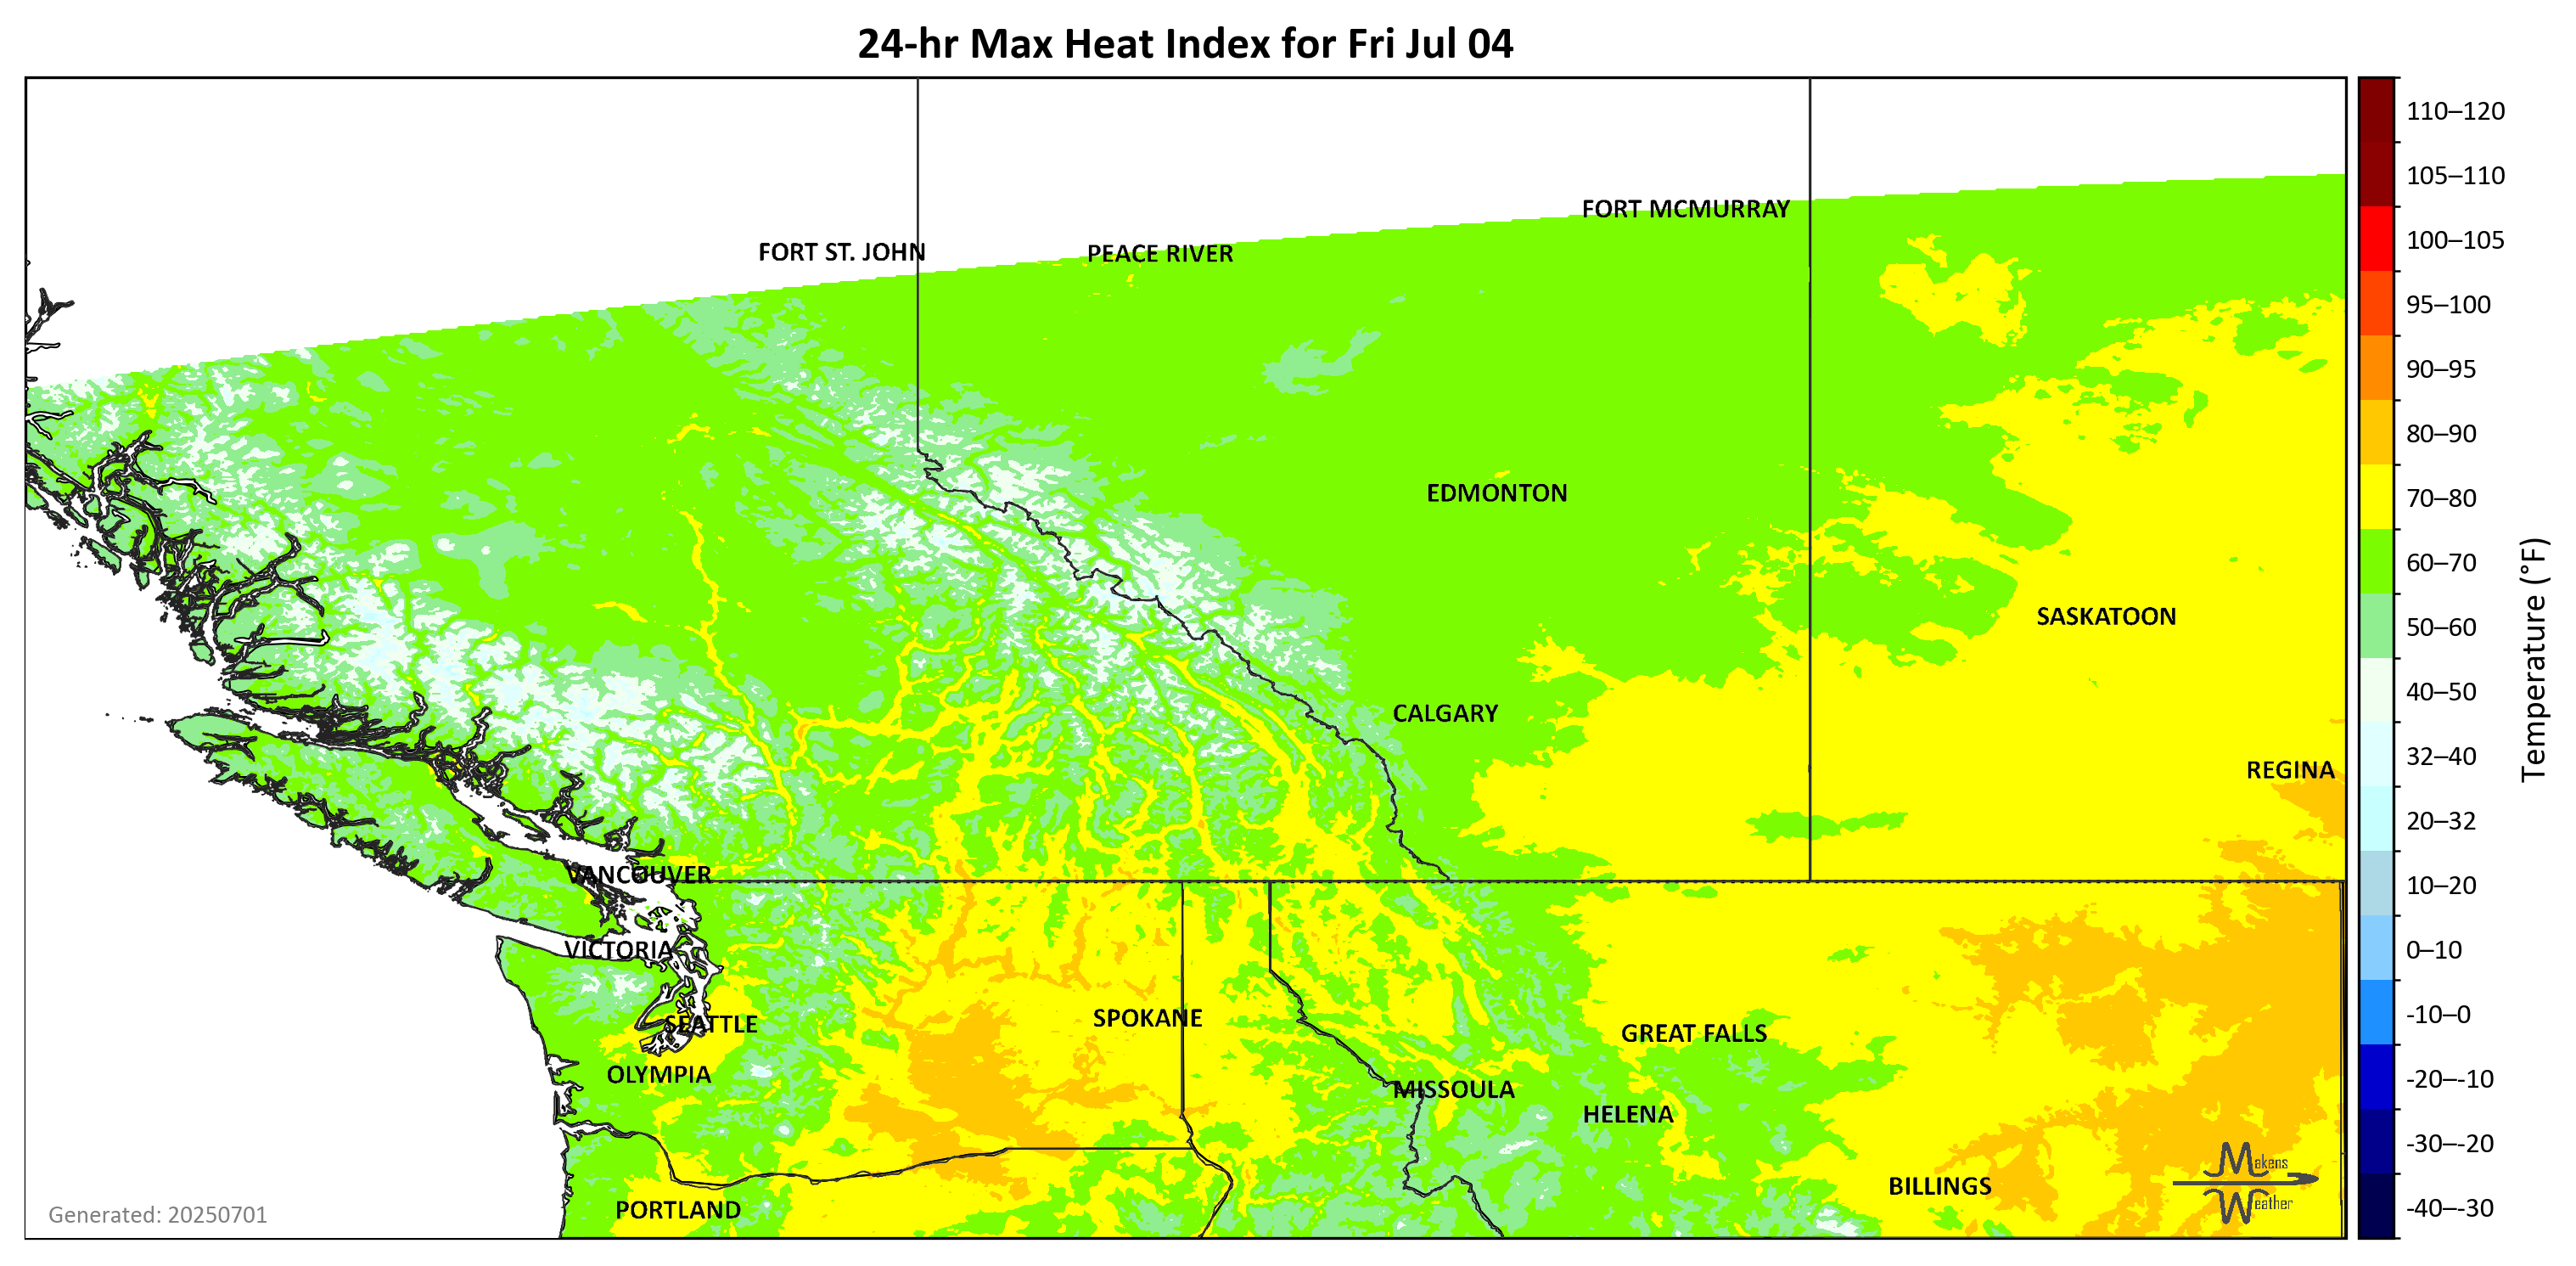 24-hr Max Heat Index for Fri Jul 04
110–120
105–110
FORT MCMURRAY
100–105
FORT ST. JOHN
PEACE RIVER
95–100
90–95
80–90
EDMONTON
70–80
60–70
SASKATOON
50–60
40–50
CALGARY
32–40
REGINA
Temperature (°F)
20–32
VANCOUVER
10–20
VICTORIA
0–10
SPOKANE
-10–0
SEATTLE
GREAT FALLS
OLYMPIA
-20–-10
MISSOULA
HELENA
-30–-20
Makens
Weather
BILLINGS
PORTLAND
-40–-30
Generated: 20250701